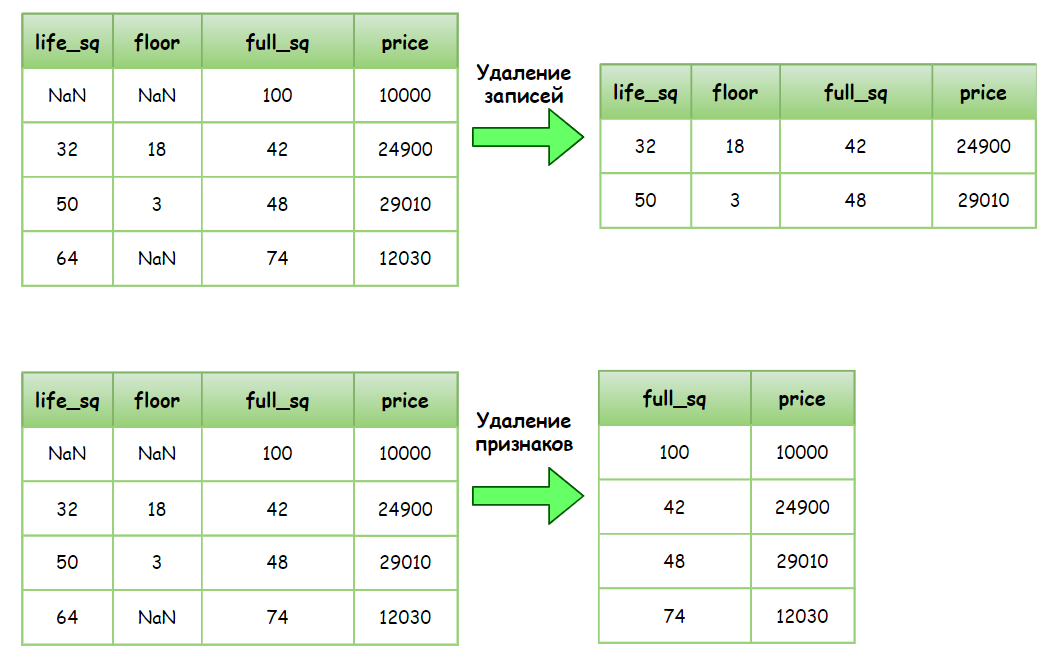 life_sq floor full_sq price
NaN NaN 100 10000
32 18 42 24900
50 3 48 29010
64 NaN 74 12030
Удаление
записей
life_sq floor full_sq price
32 18 42 24900
50 3 48 29010
life_sq floor full_sq price
NaN NaN 100 10000
32 18 42 24900
50 3 48 29010
64 NaN 74 12030
Удаление
признаков
full_sq price
100 10000
42 24900
48 29010
74 12030